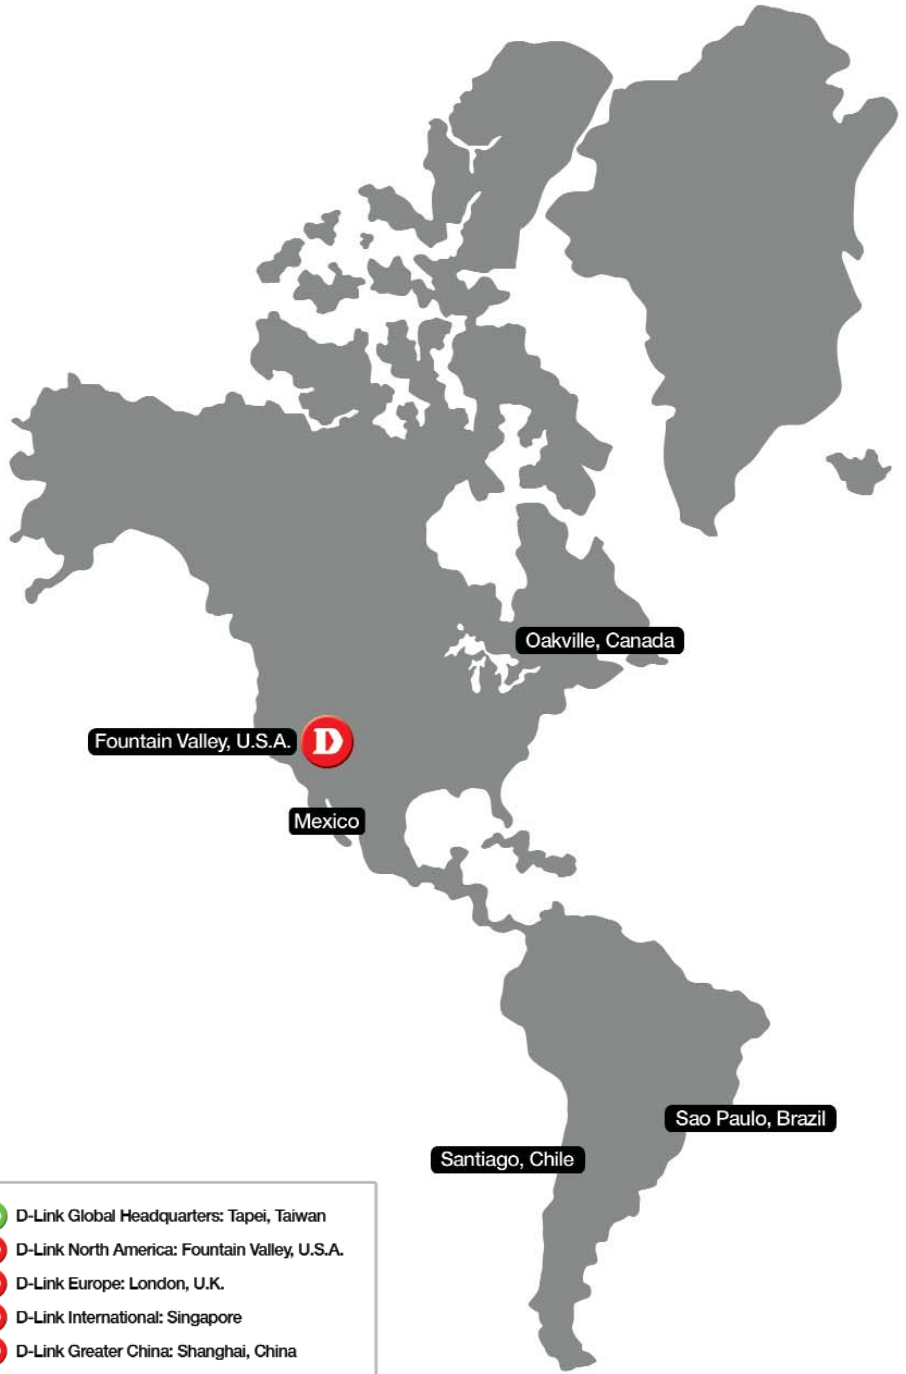 Oakville, Canada
Fountain Valley, U.S.A.
D
Mexico
Sao Paulo, Brazil
Santiago, Chile
D-Link Global Headquarters: Tapei, Taiwan
D-Link North America: Fountain Valley, U.S.A.
D-Link Europe: London, U.K.
D-Link International: Singapore
D-Link Greater China: Shanghai, China